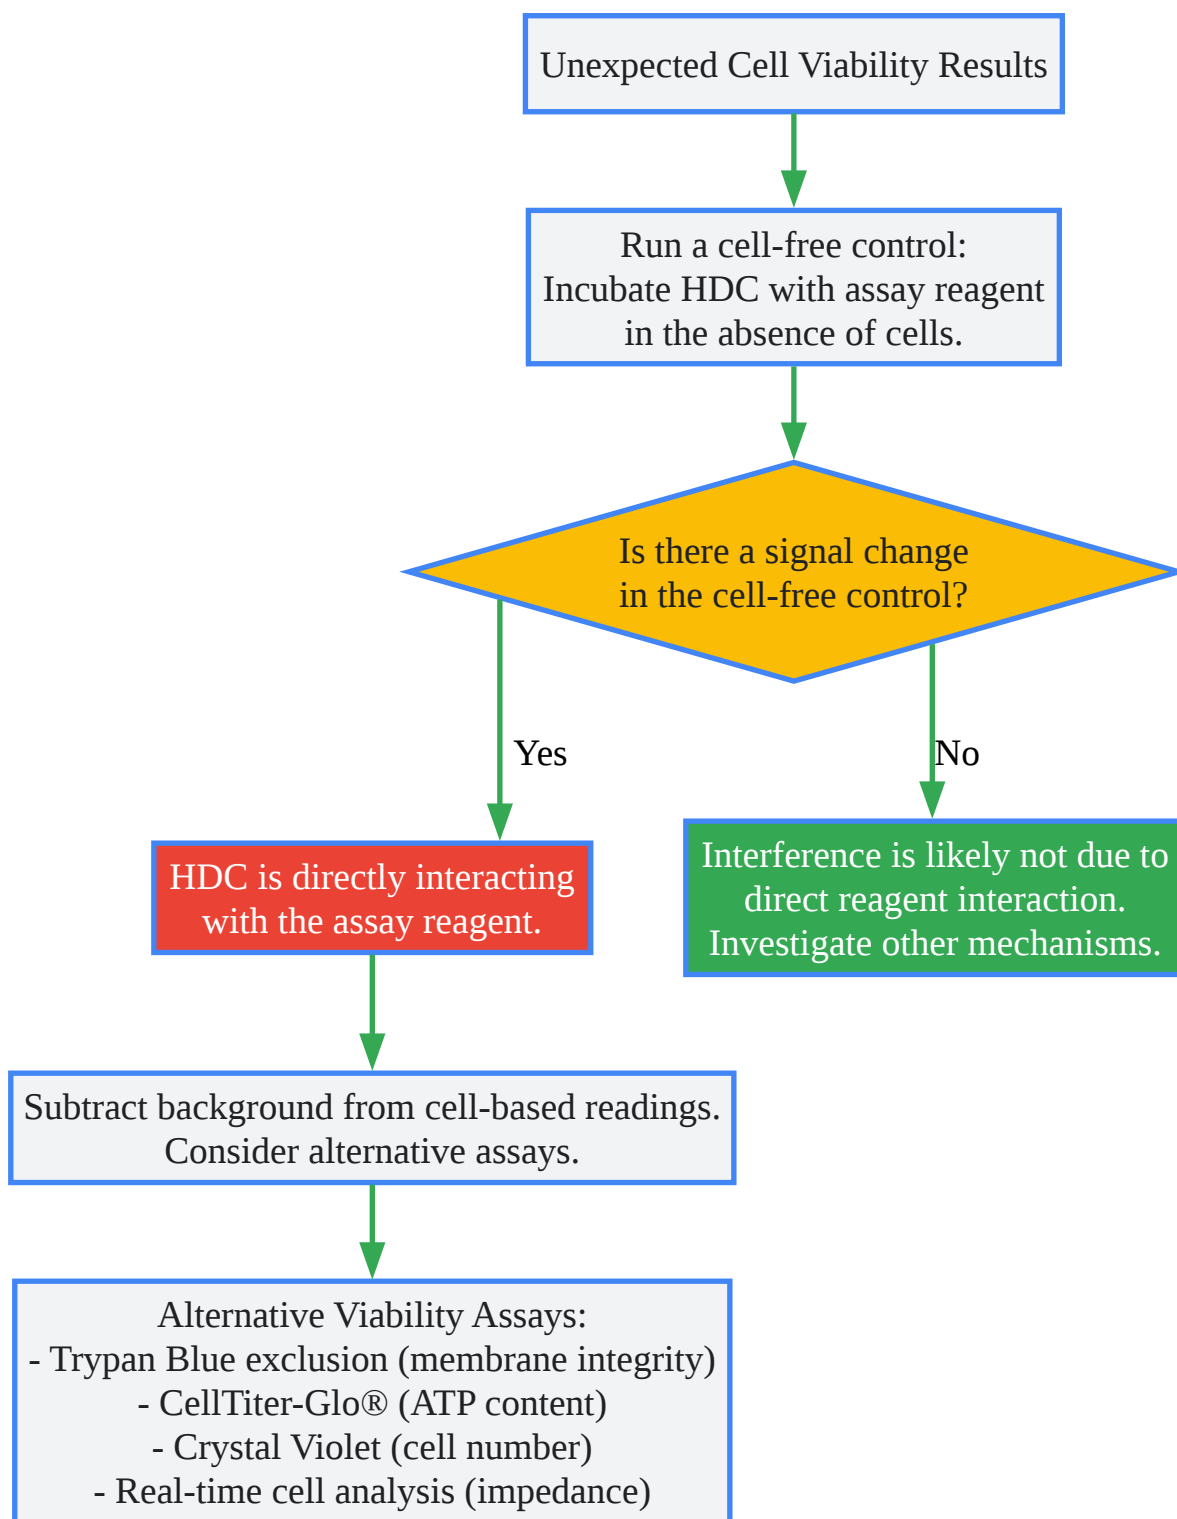 Unexpected Cell Viability Results
Run a cell-free control:
Incubate HDC with assay reagent
in the absence of cells.
Is there a signal change
in the cell-free control?
Yes
No
HDC is directly interacting
with the assay reagent.
Interference is likely not due to
direct reagent interaction.
Investigate other mechanisms.
Subtract background from cell-based readings.
Consider alternative assays.
Alternative Viability Assays:
- Trypan Blue exclusion (membrane integrity)
- CellTiter-Glo® (ATP content)
- Crystal Violet (cell number)
- Real-time cell analysis (impedance)